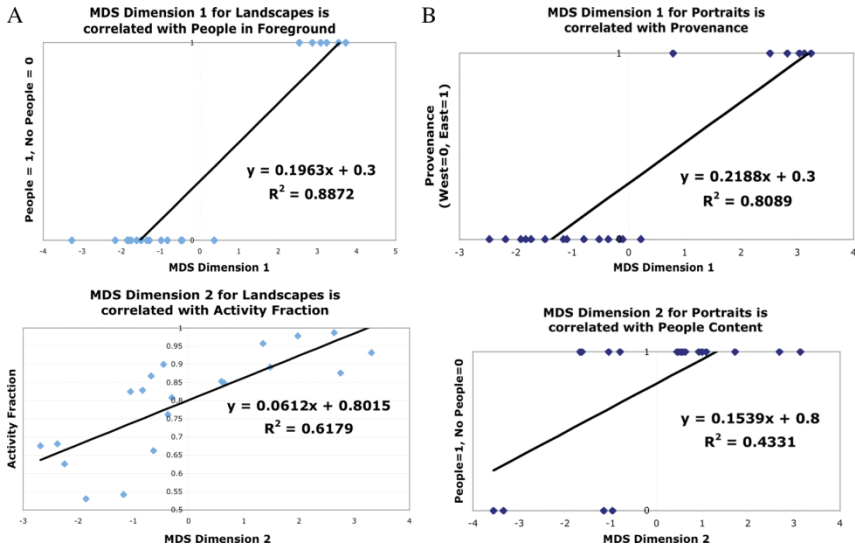 A
MDS Dimension 1 for Landscapes is
correlated with People in Foreground
People = 1, No People = 0
1
y = 0.1963x + 0.3
R² = 0.8872
0
-4 -3 -2 -1 0 1 2 3 4 5
MDS Dimension 1
B
MDS Dimension 1 for Portraits is
correlated with Provenance
Provenance
(West=0, East=1)
1
y = 0.2188x + 0.3
R² = 0.8089
0
-3 -2 -1 0 1 2 3 4
MDS Dimension 1
MDS Dimension 2 for Landscapes is
correlated with Activity Fraction
Activity Fraction
1
0.95
0.9
0.85
0.8
0.75
0.7
0.65
0.6
0.55
0.5
y = 0.0612x + 0.8015
R² = 0.6179
-3 -2 -1 0 1 2 3 4
MDS Dimension 2
MDS Dimension 2 for Portraits is
correlated with People Content
People=1, No People=0
1
y = 0.1539x + 0.8
R² = 0.4331
0
-4 -3 -2 -1 0 1 2 3 4
MDS Dimension 2